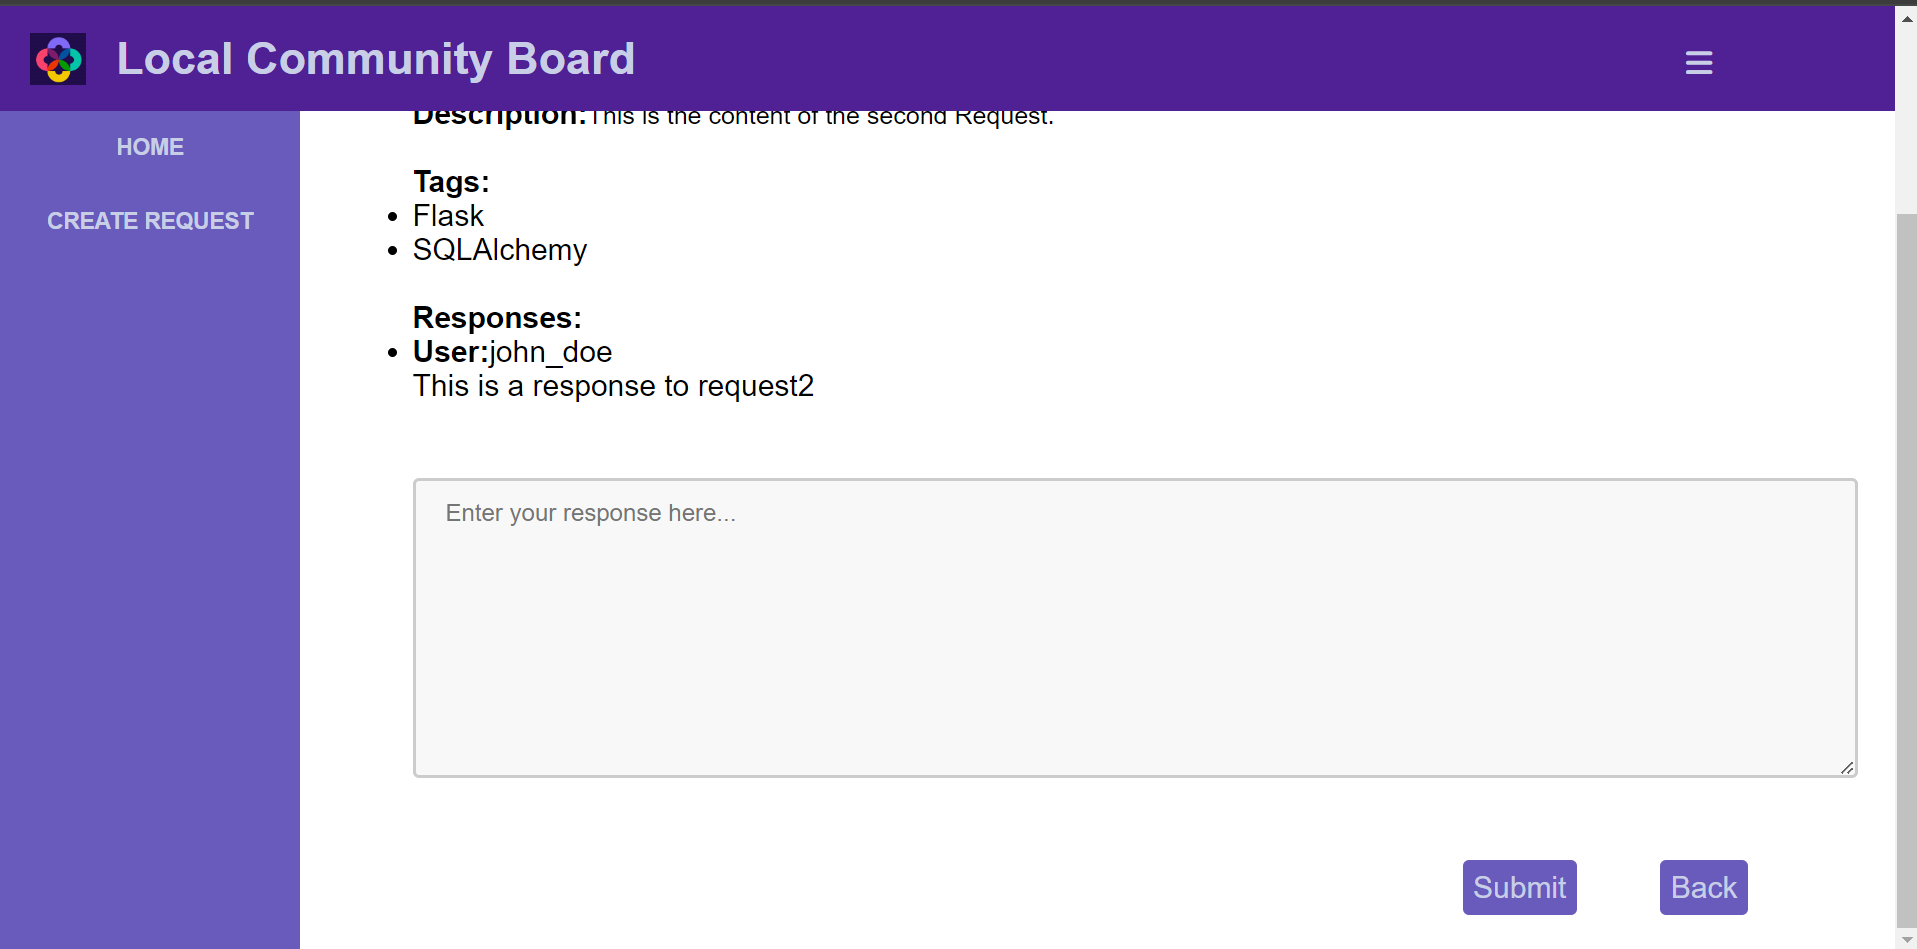 Local Community Board
HOME
CREATE REQUEST
Description:This is the content of the second Request.
Tags:
Flask
SQLAlchemy
Responses:
User:john_doe
This is a response to request2
Enter your response here...
Submit
Back